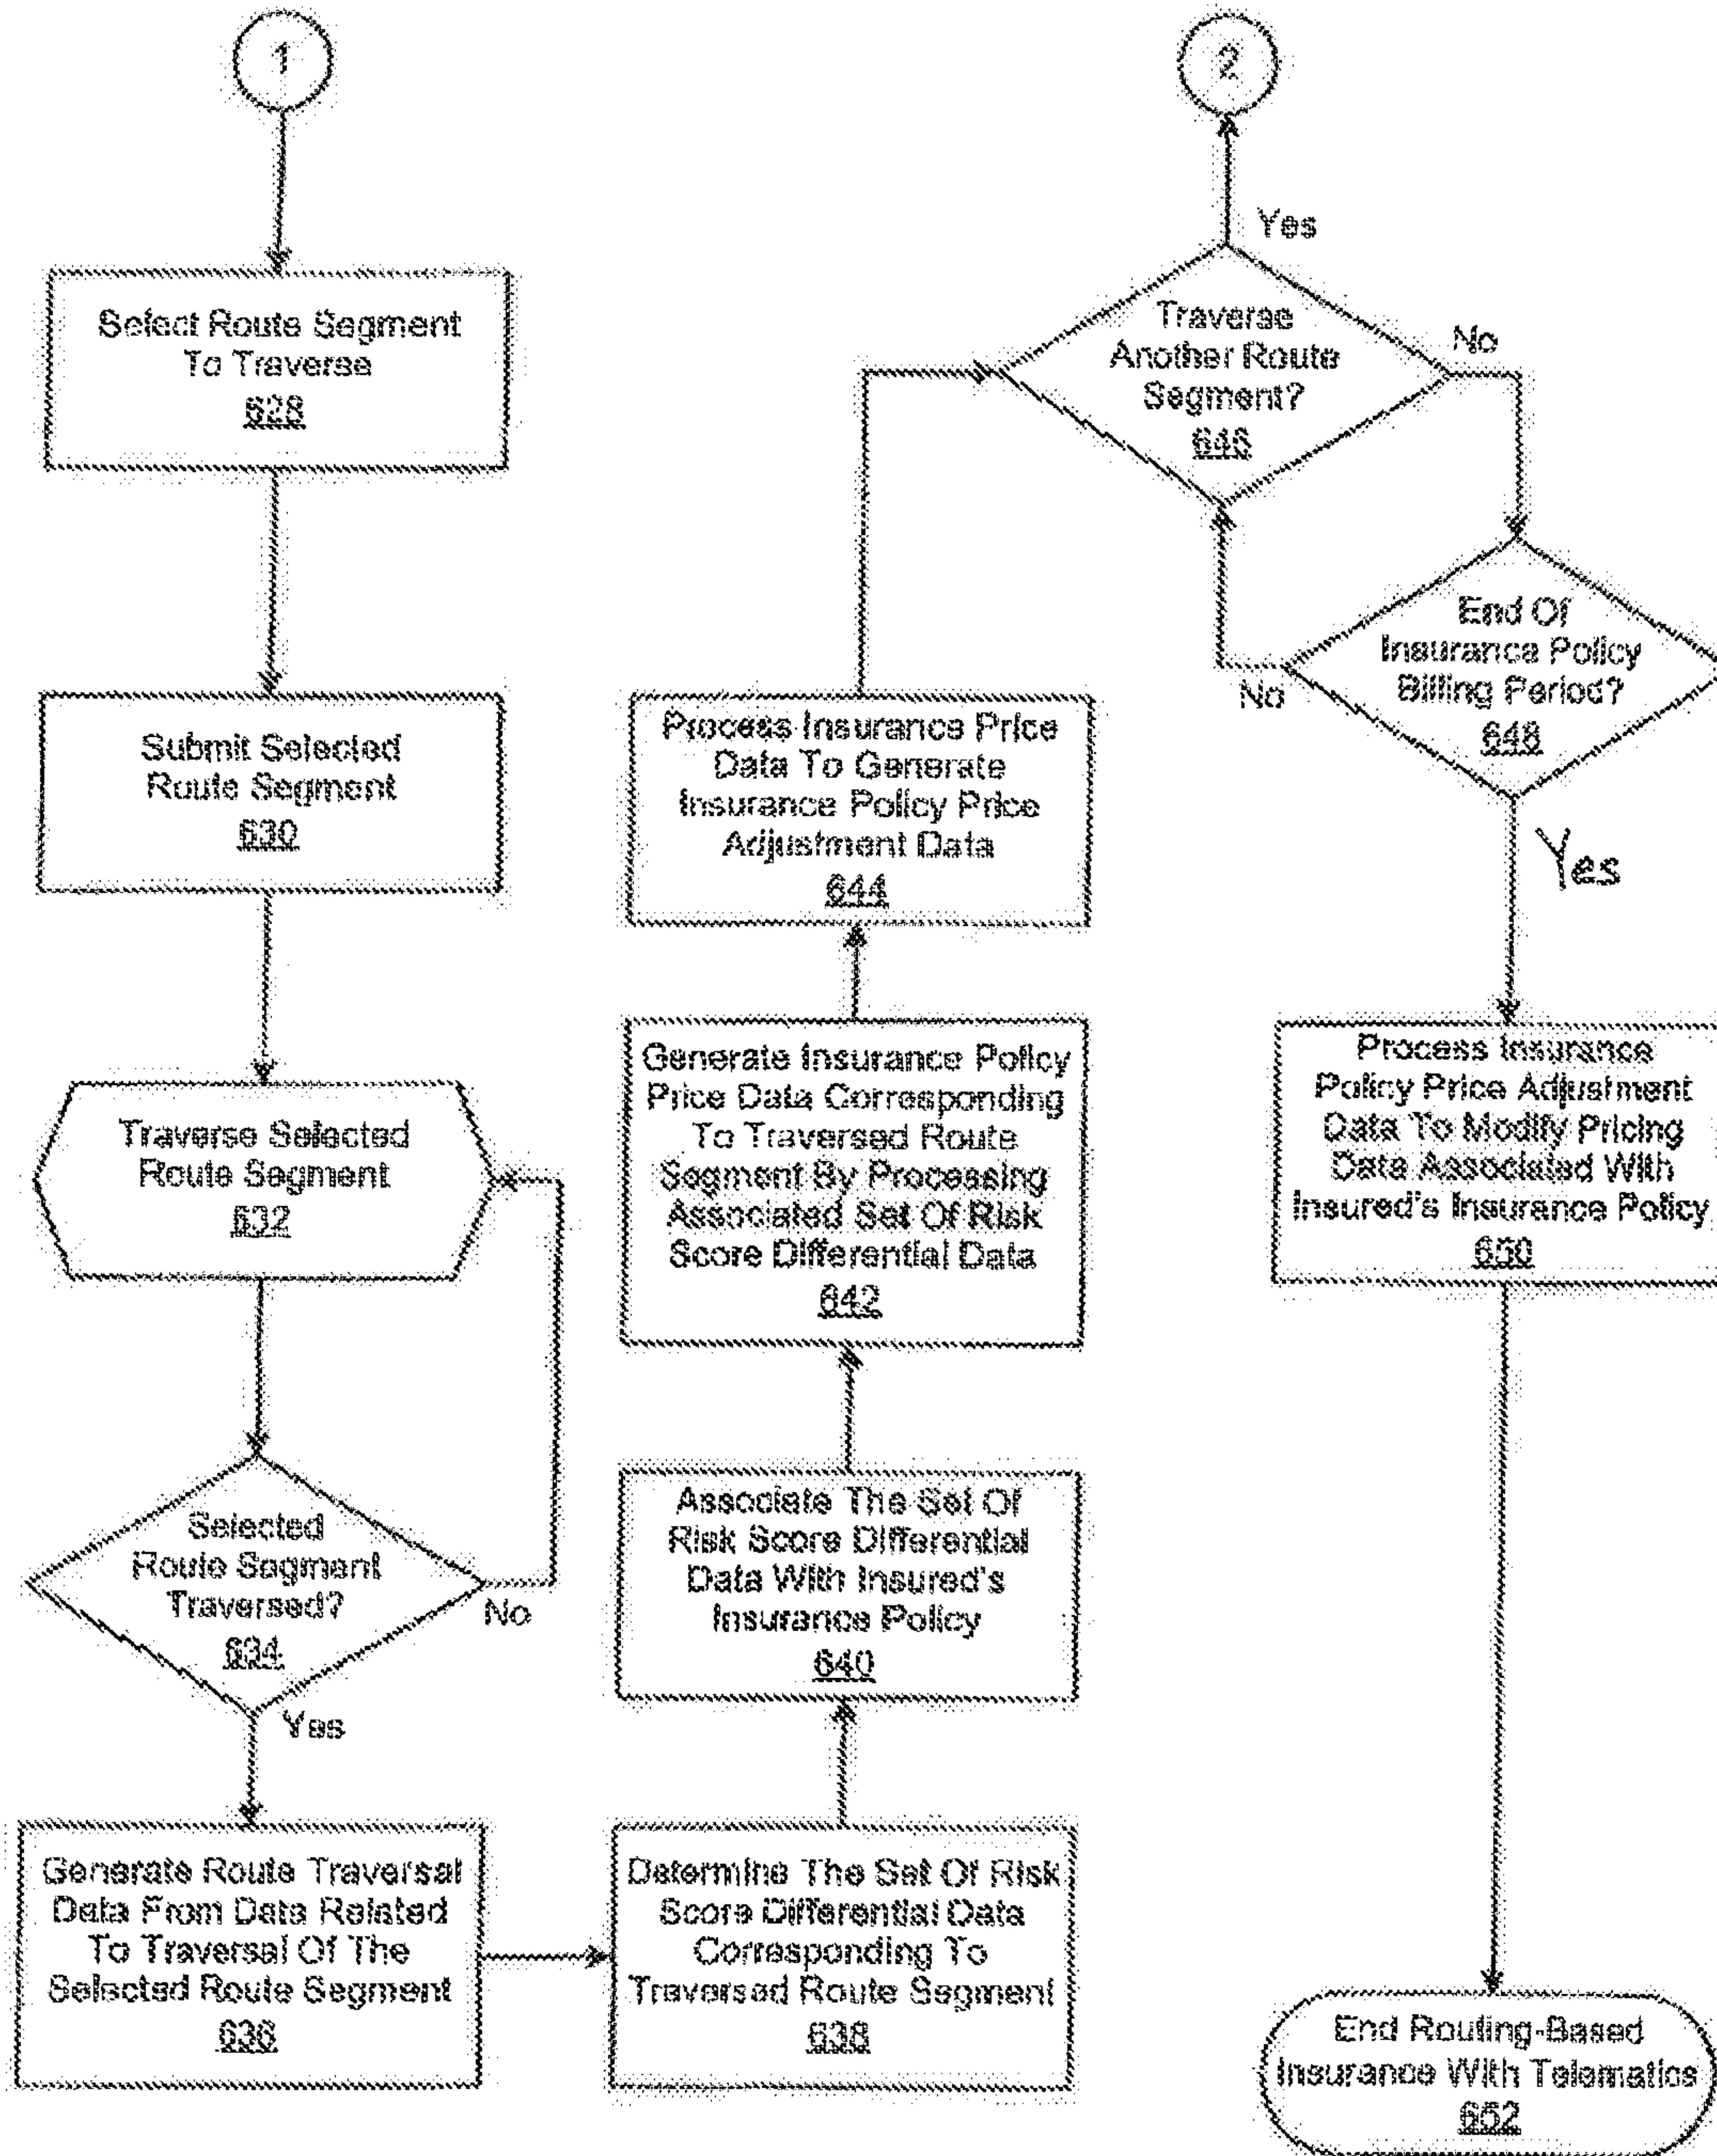 1
Select Route Segment
To Traverse
628
Submit Selected
Route Segment
630
Traverse Selected
Route Segment
632
Selected
Route Segment
Traversed?
634
No
Yes
Generate Route Traversal
Data From Data Related
To Traversal Of The
Selected Route Segment
636
Determine The Set Of Risk
Score Differential Data
Corresponding To
Traversed Route Segment
638
Associate The Set Of
Risk Score Differential
Data With Insured's
Insurance Policy
640
Generate Insurance Policy
Price Data Corresponding
To Traversed Route
Segment By Processing
Associated Set Of Risk
Score Differential Data
642
Process Insurance Price
Data To Generate
Insurance Policy Price
Adjustment Data
644
2
Yes
Traverse
Another Route
Segment?
646
No
End Of
Insurance Policy
Billing Period?
648
No
Yes
Process Insurance
Policy Price Adjustment
Data To Modify Pricing
Data Associated With
Insured's Insurance Policy
650
End Routing-Based
Insurance With Telematics
652